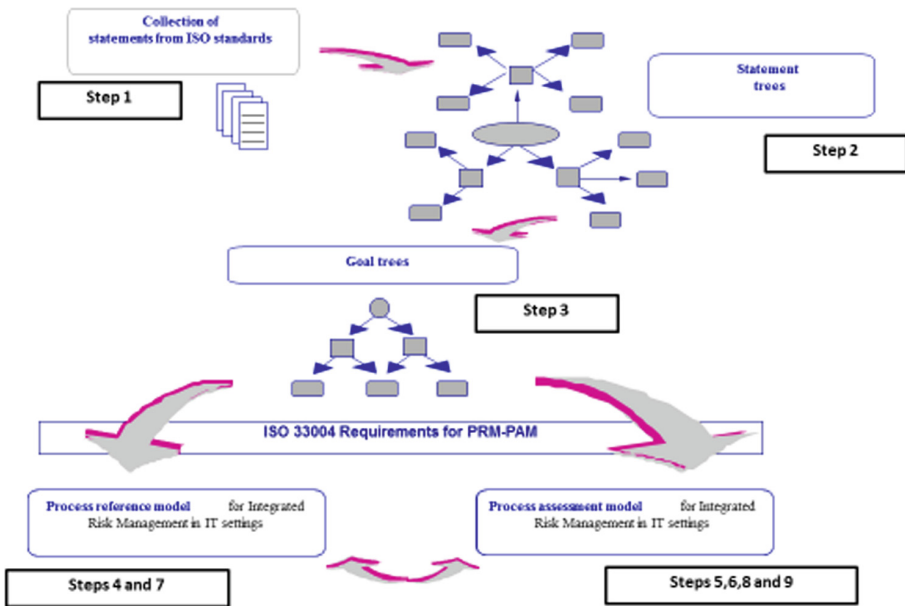 Collection of
statements from ISO standards
Step 1
Statement
trees
Step 2
Goal trees
Step 3
ISO 33004 Requirements for PRM-PAM
Process reference model for Integrated
Risk Management in IT settings
Process assessment model for Integrated
Risk Management in IT settings
Steps 4 and 7
Steps 5,6,8 and 9